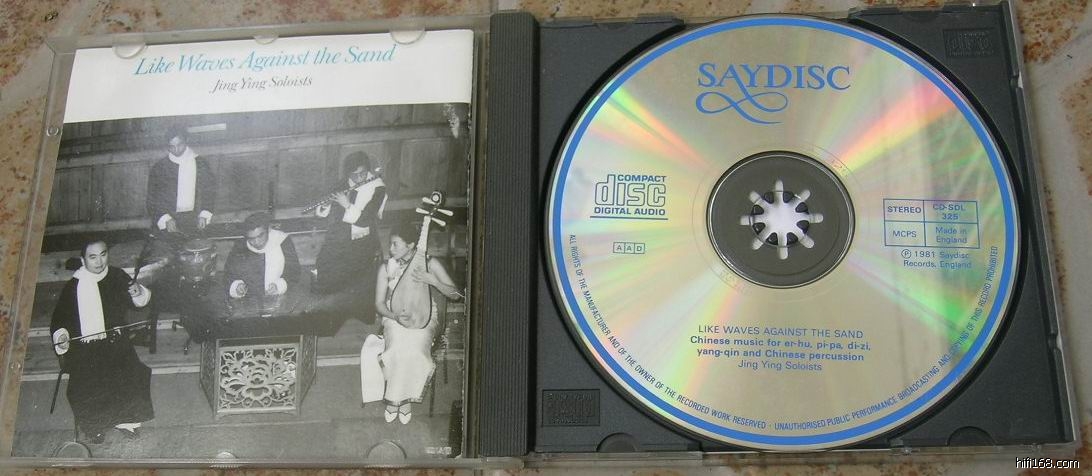 Like Waves Against the Sand
Jing Ying Soloists
SAYDISC
COMPACT
disc
DIGITAL AUDIO
AAD
STEREO
CD-SDL
325
MCPS
Made in
England
Ⓟ 1981 Saydisc
Records, England
LIKE WAVES AGAINST THE SAND
Chinese music for er-hu, pi-pa, di-zi,
yang-qin and Chinese percussion
Jing Ying Soloists
ALL RIGHTS OF THE MANUFACTURER AND OF THE OWNER OF THE RECORDED WORK RESERVED · UNAUTHORISED PUBLIC PERFORMANCE BROADCASTING AND COPYING OF THIS RECORD PROHIBITED
hifi168.com